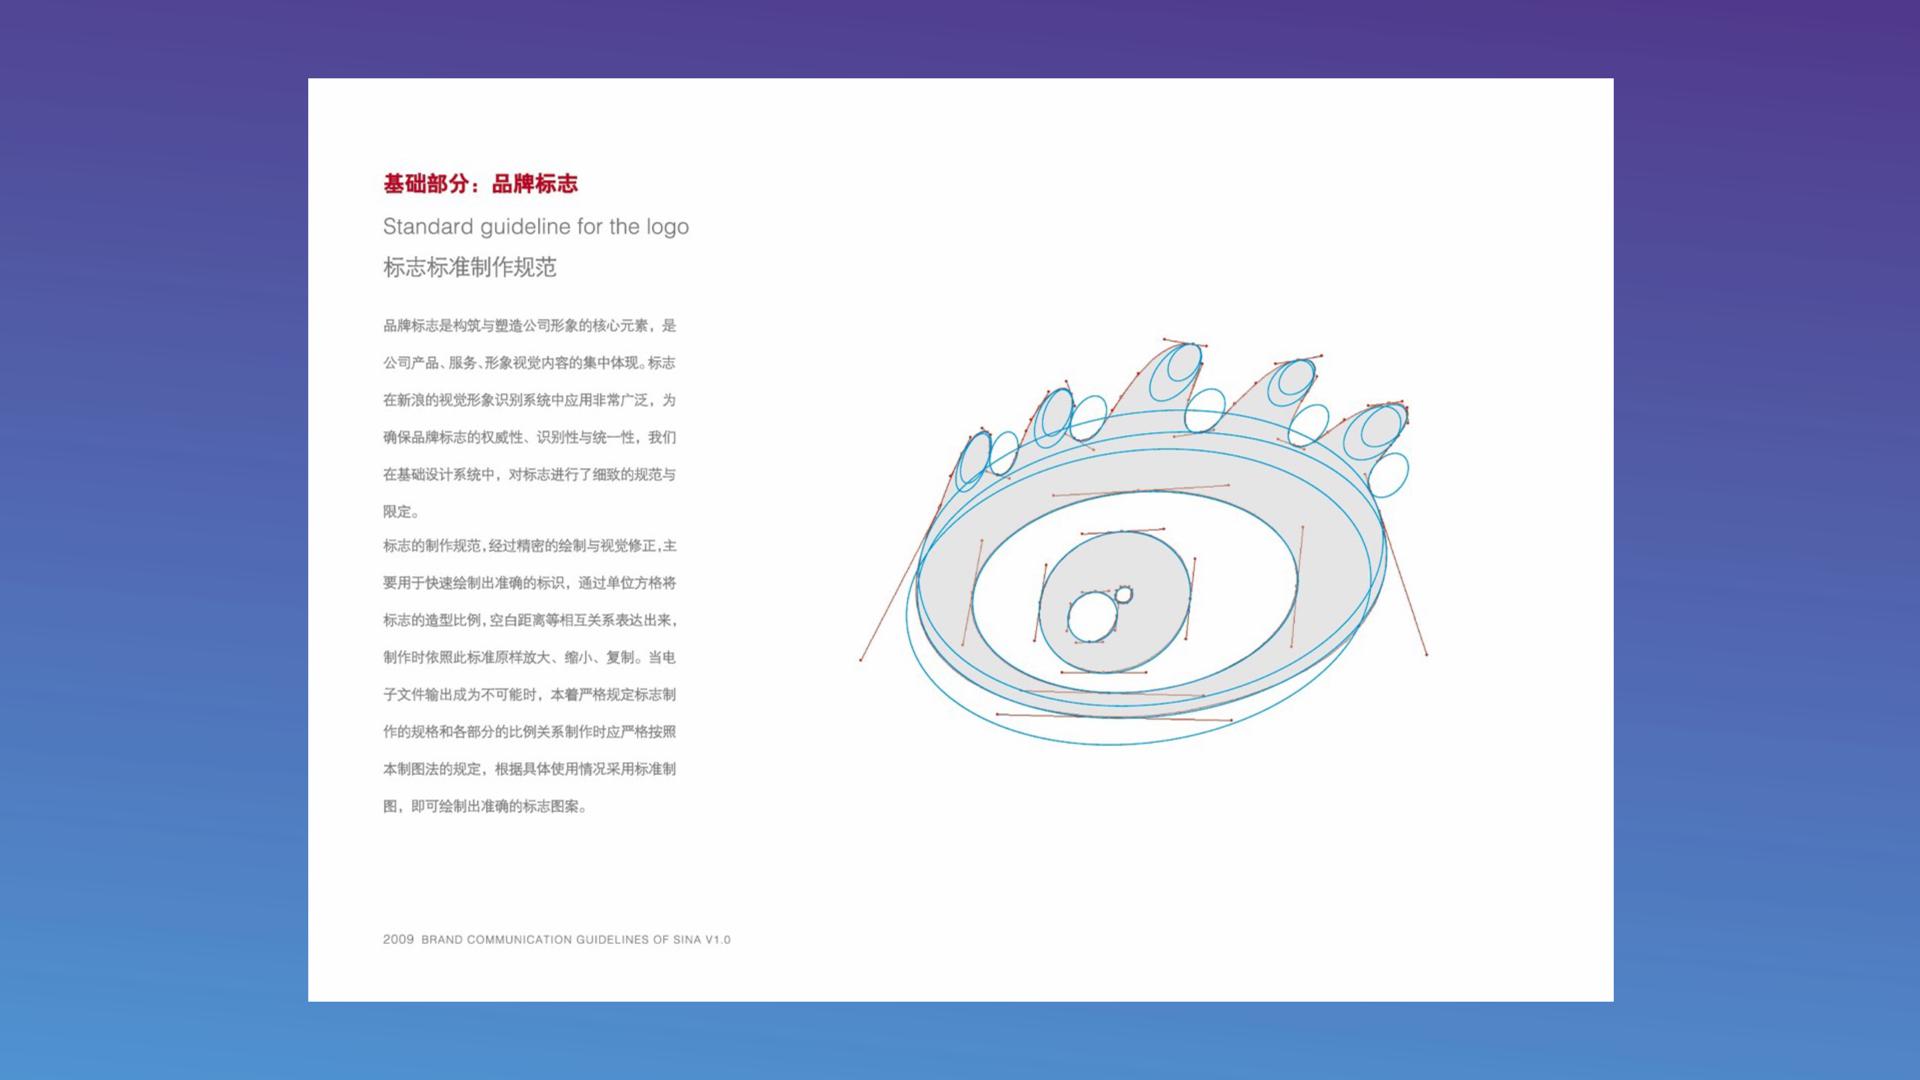 基础部分：品牌标志
Standard guideline for the logo
标志标准制作规范
品牌标志是构筑与塑造公司形象的核心元素，是
公司产品、服务、形象视觉内容的集中体现。标志
在新浪的视觉形象识别系统中应用非常广泛，为
确保品牌标志的权威性、识别性与统一性，我们
在基础设计系统中，对标志进行了细致的规范与
限定。
标志的制作规范，经过精密的绘制与视觉修正，主
要用于快速绘制出准确的标识，通过单位方格将
标志的造型比例，空白距离等相互关系表达出来，
制作时依照此标准原样放大、缩小、复制。当电
子文件输出成为不可能时，本着严格规定标志制
作的规格和各部分的比例关系制作时应严格按照
本制图法的规定，根据具体使用情况采用标准制
图，即可绘制出准确的标志图案。
2009 BRAND COMMUNICATION GUIDELINES OF SINA V1.0